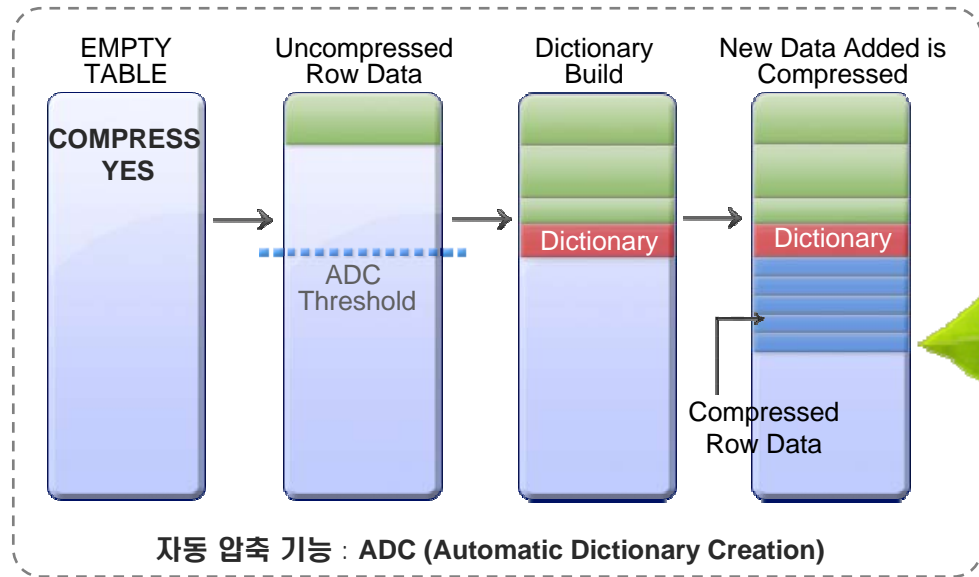 EMPTY
TABLE
COMPRESS
YES
Uncompressed
Row Data
ADC
Threshold
Dictionary
Build
Dictionary
New Data Added is
Compressed
Dictionary
Compressed
Row Data
자동 압축 기능 : ADC (Automatic Dictionary Creation)